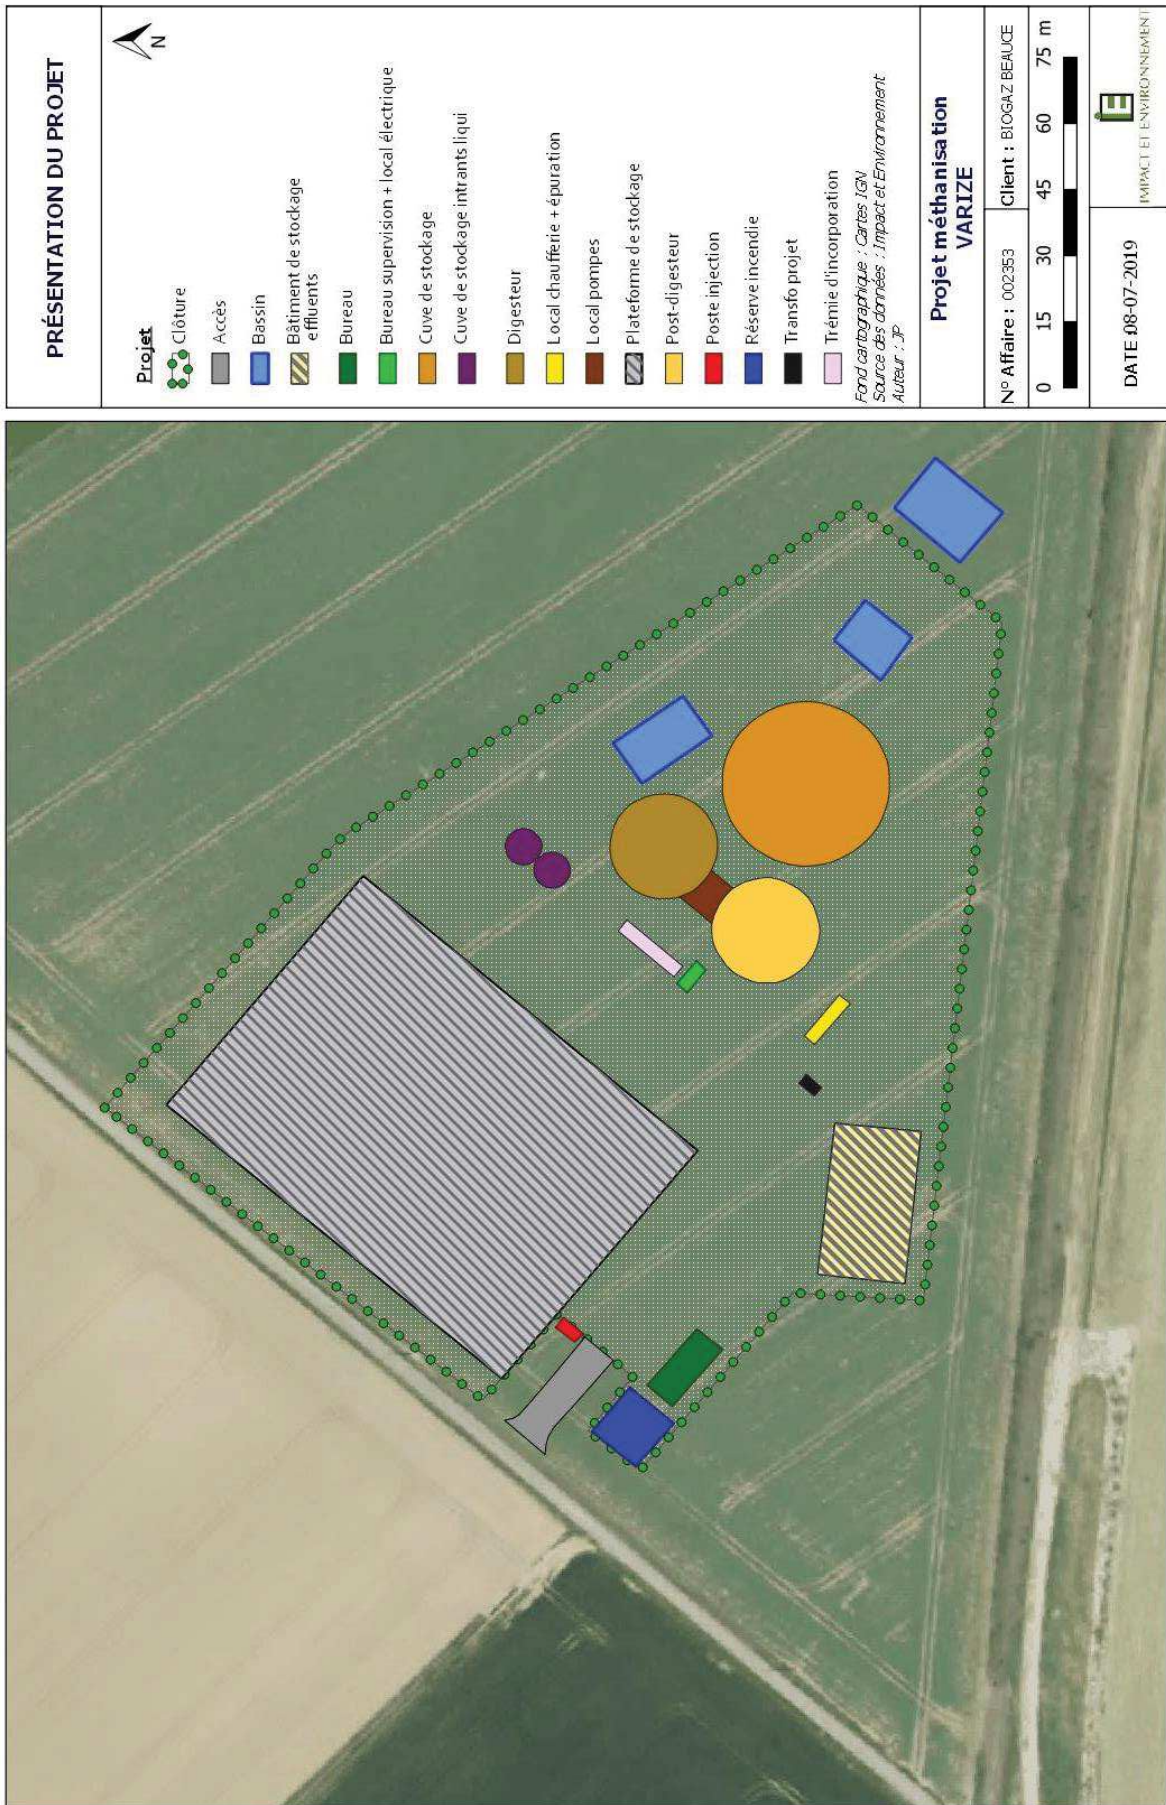 PRÉSENTATION DU PROJET
N
Projet
Clôture
Accès
Bassin
Bâtiment de stockage
effluents
Bureau
Bureau supervision + local électrique
Cuve de stockage
Cuve de stockage intrants liqui
Digesteur
Local chaufferie + épuration
Local pompes
Plateforme de stockage
Post-digesteur
Poste injection
Réserve incendie
Transfo projet
Trémie d'incorporation
Fond cartographique : Cartes IGN
Source des données : Impact et Environnement
Auteur : JP
Projet méthanisation
VARIZE
N° Affaire : 002353
Client : BIOGAZ BEAUCE
0 15 30 45 60 75 m
DATE :08-07-2019
IE
IMPACT ET ENVIRONNEMENT